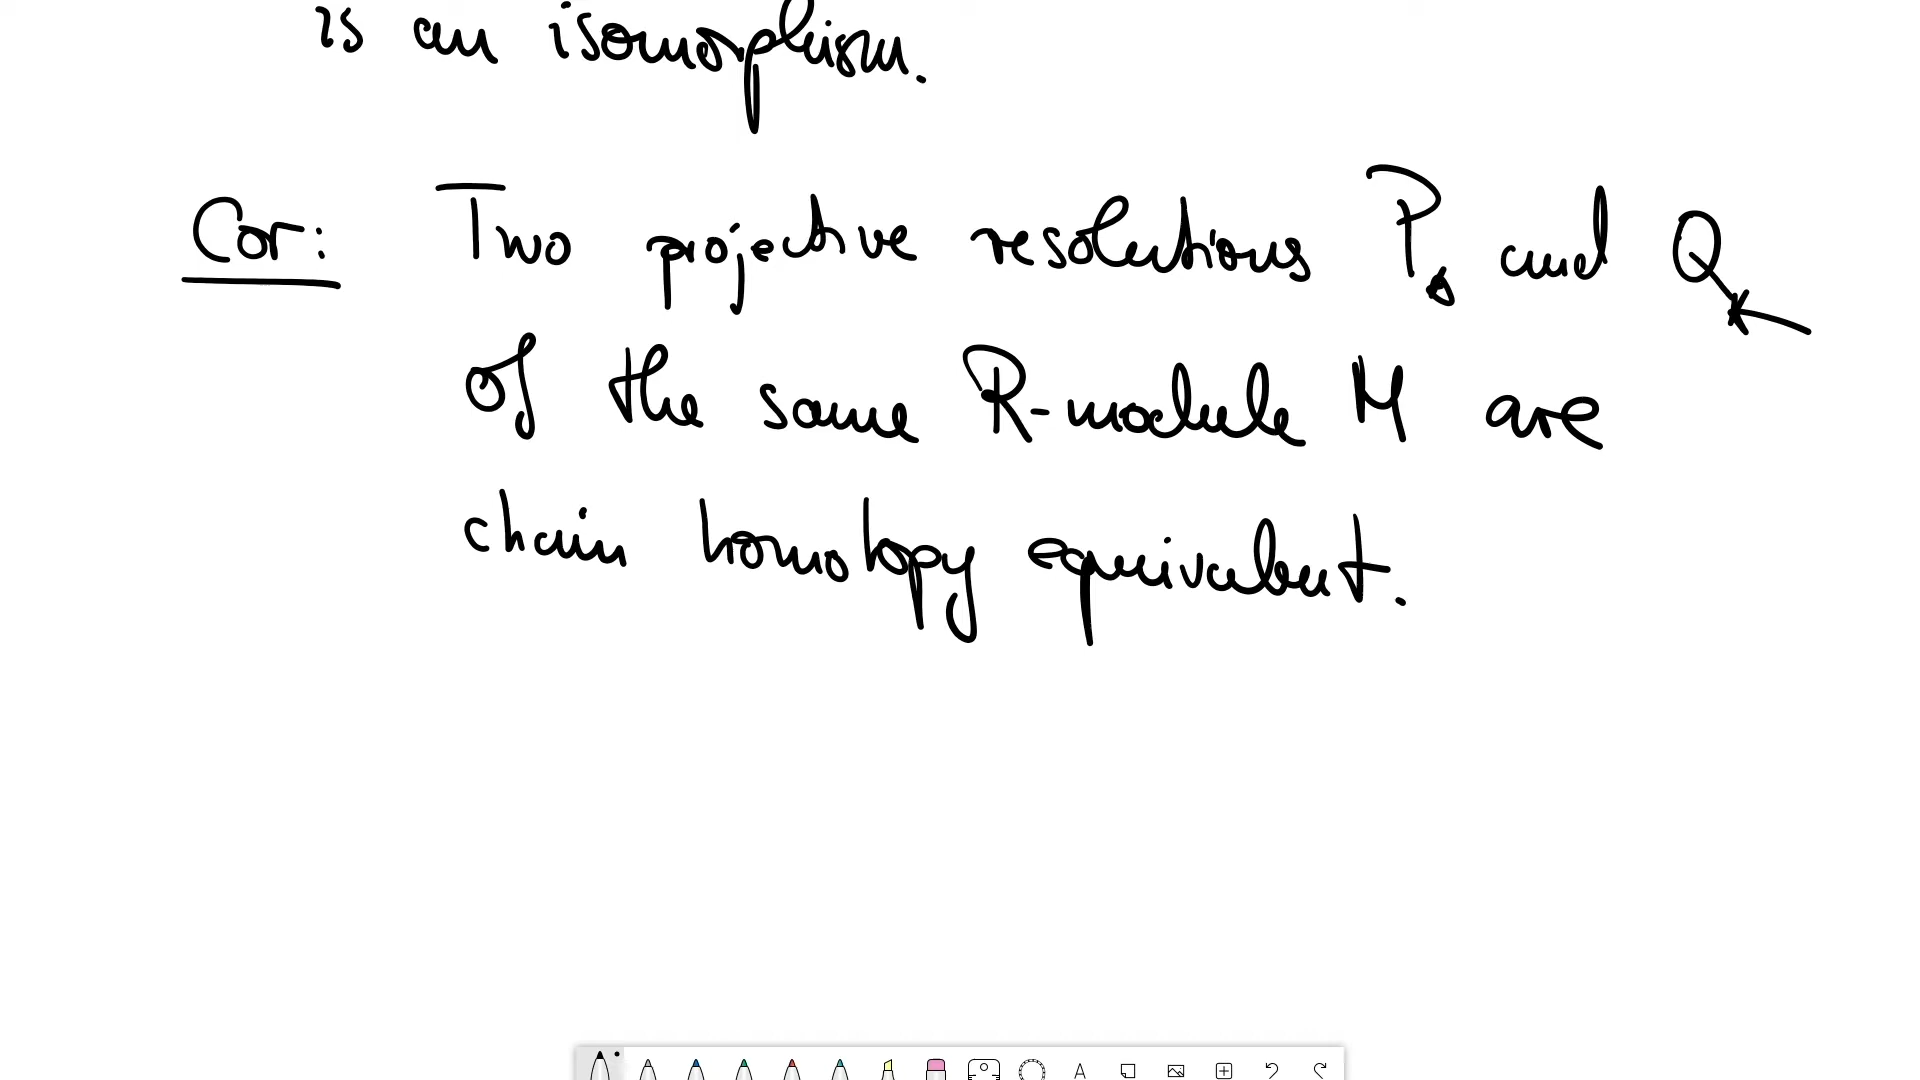 is an isomorphism.
Cor: Two projective resolutions P. and Q*
of the same R-module M are
chain homotopy equivalent.